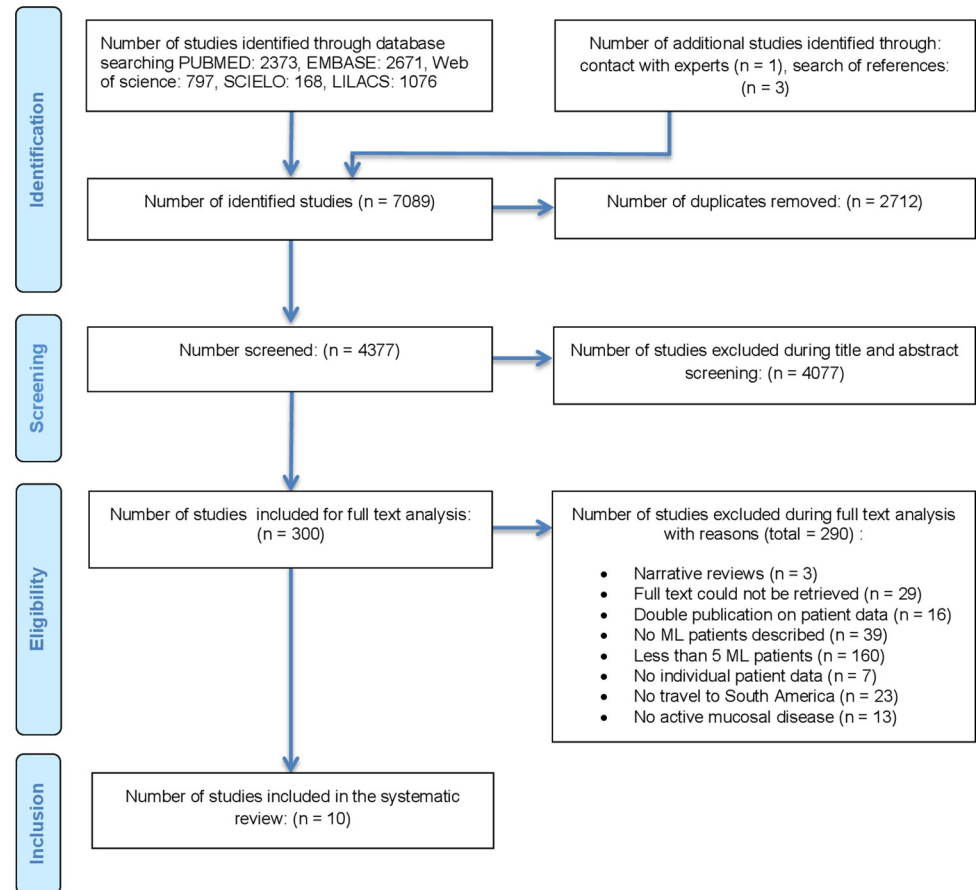 Identification
Number of studies identified through database
searching PUBMED: 2373, EMBASE: 2671, Web
of science: 797, SCIELO: 168, LILACS: 1076
Number of additional studies identified through:
contact with experts (n = 1), search of references:
(n = 3)
Number of identified studies (n = 7089)
Number of duplicates removed: (n = 2712)
Screening
Number screened: (n = 4377)
Number of studies excluded during title and abstract
screening: (n = 4077)
Eligibility
Number of studies included for full text analysis:
(n = 300)
Number of studies excluded during full text analysis
with reasons (total = 290) :
• Narrative reviews (n = 3)
• Full text could not be retrieved (n = 29)
• Double publication on patient data (n = 16)
• No ML patients described (n = 39)
• Less than 5 ML patients (n = 160)
• No individual patient data (n = 7)
• No travel to South America (n = 23)
• No active mucosal disease (n = 13)
Inclusion
Number of studies included in the systematic
review: (n = 10)